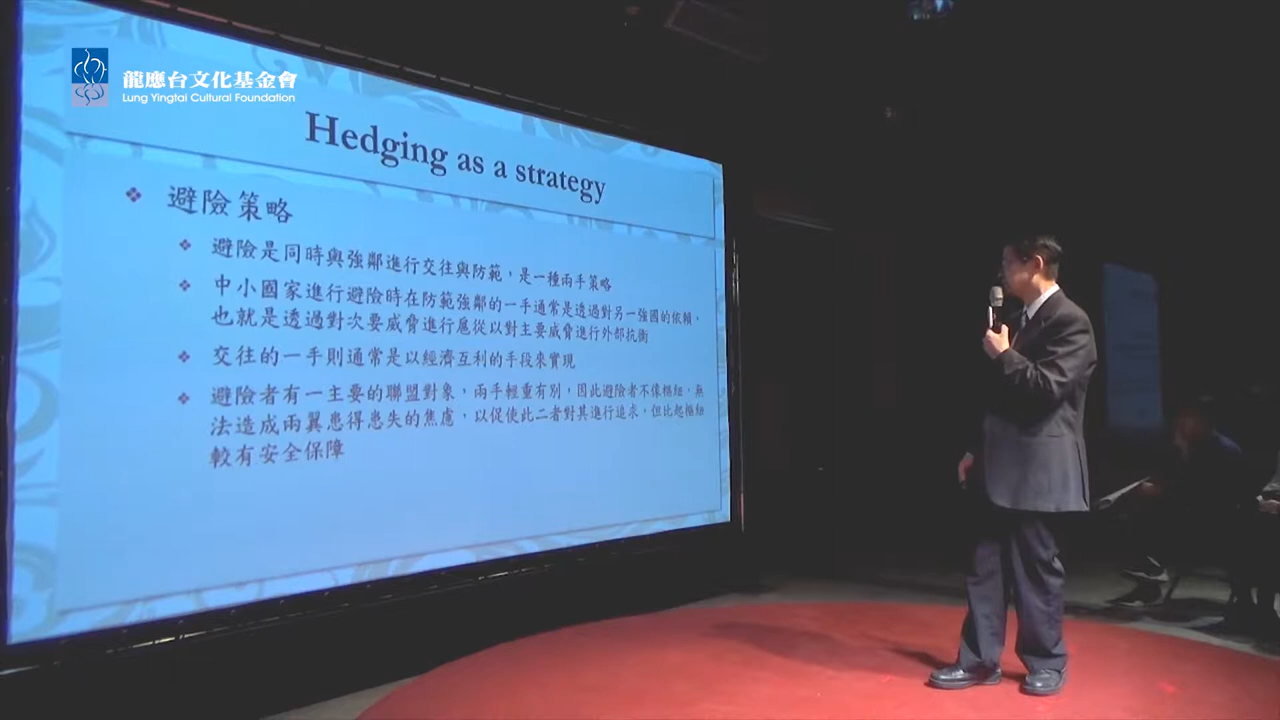 龍應台文化基金會
Lung Yingtai Cultural Foundation
Hedging as a strategy
避險策略
避險是同時與強鄰進行交往與防範，是一種兩手策略
中小國家進行避險時在防範強鄰的一手通常是透過對另一強國的依賴，
也就是透過對次要威脅進行扈從以對主要威脅進行外部抗衡
交往的一手則通常是以經濟互利的手段來實現
避險者有一主要的聯盟對象，兩手輕重有別，因此避險者不像樞紐，無
法造成兩翼患得患失的焦慮，以促使此二者對其進行追求，但比起樞紐
較有安全保障